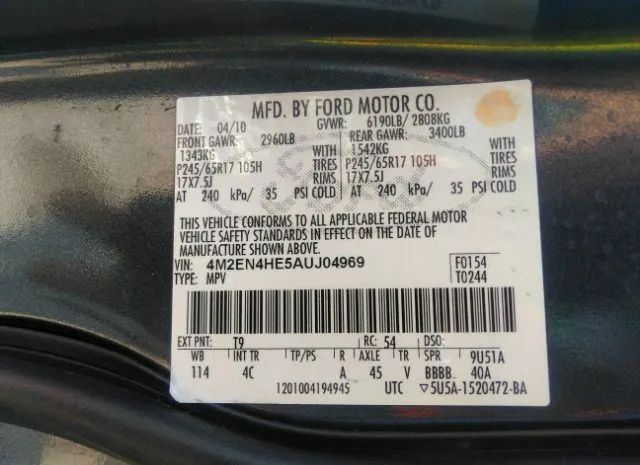 MFD. BY FORD MOTOR CO.
DATE: 04/10 GVWR: 6190LB/ 2808KG
FRONT GAWR: 2960LB REAR GAWR: 3400LB
1343KG WITH 1542KG WITH
P245/65R17 105H TIRES P245/65R17 105H TIRES
17X7.5J RIMS 17X7.5J RIMS
AT 240 kPa/ 35 PSI COLD AT 240 kPa/ 35 PSI COLD
THIS VEHICLE CONFORMS TO ALL APPLICABLE FEDERAL MOTOR
VEHICLE SAFETY STANDARDS IN EFFECT ON THE DATE OF
MANUFACTURE SHOWN ABOVE.
VIN: 4M2EN4HE5AUJ04969 F0154
TYPE: MPV T0244
EXT PNT: T9 RC: 54 DSO:
WB INT TR TP/PS R AXLE TR SPR 9U51A
114 4C A 45 V BBBB 40A
1201004194945 UTC ▽5U5A-1520472-BA